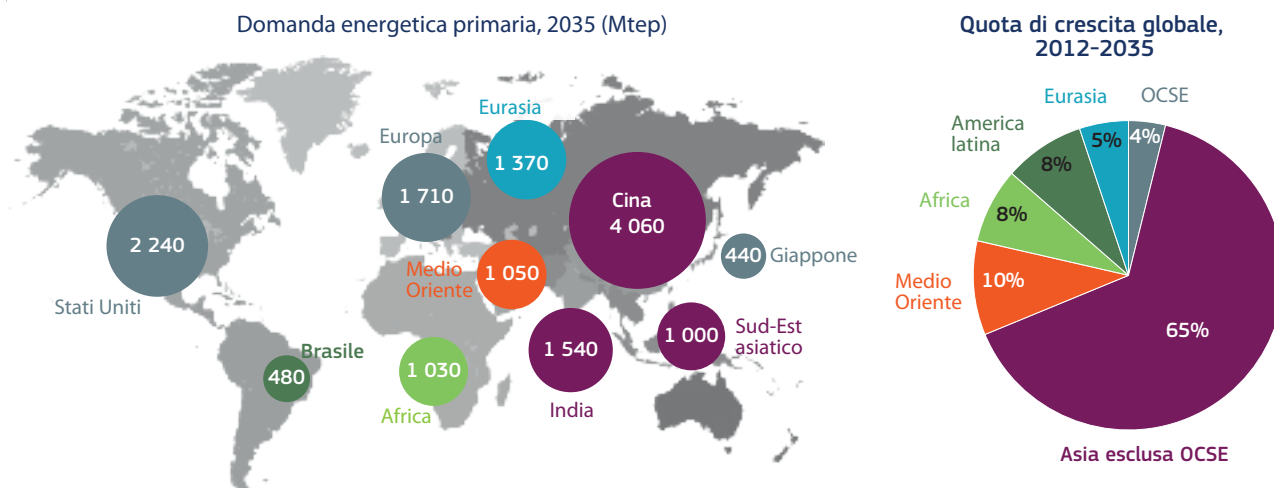 Domanda energetica primaria, 2035 (Mtep)
Eurasia
1 370
Europa
1 710
Cina
4 060
2 240
Stati Uniti
440
Giappone
Medio
Oriente
1 050
Brasile
480
1 030
Africa
1 540
India
1 000
Sud-Est
asiatico
Quota di crescita globale,
2012-2035
Eurasia
OCSE
America
latina
5%
4%
8%
Africa
8%
Medio
Oriente
10%
65%
Asia esclusa OCSE